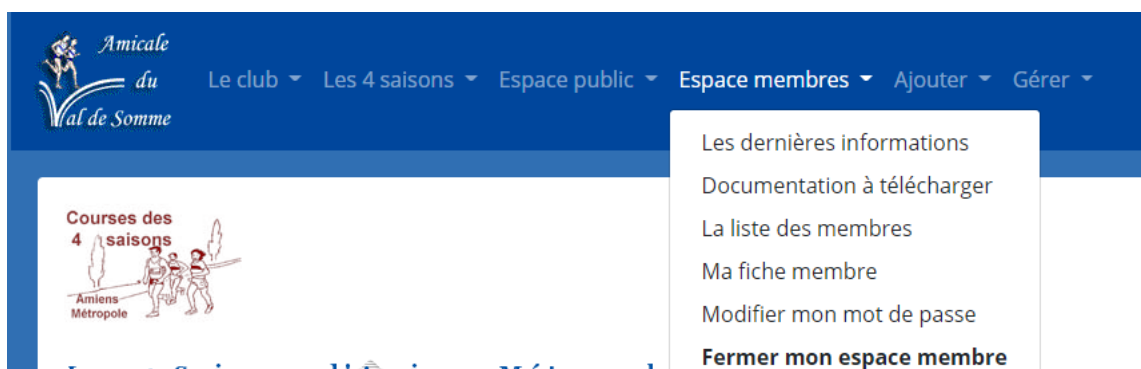 Amicale
du
Val de Somme
Le club Les 4 saisons Espace public Espace membres Ajouter Gérer
Les dernières informations
Documentation à télécharger
La liste des membres
Ma fiche membre
Modifier mon mot de passe
Fermer mon espace membre
Courses des
4 saisons
Amiens
Métropole